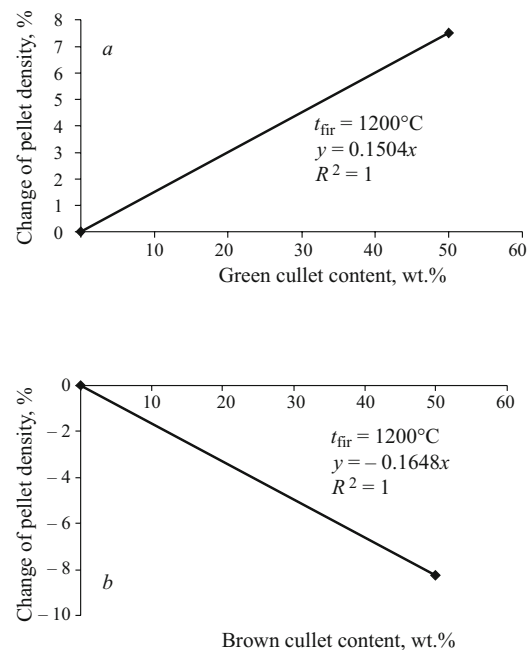 8
7
6
5
4
3
2
1
0
Change of pellet density, %
a
t fir = 1200°C
y = 0.1504x
R² = 1
10 20 30 40 50 60
Green cullet content, wt.%
0
– 2
– 4
– 6
– 8
– 10
Change of pellet density, %
10 20 30 40 50 60
t fir = 1200°C
y = – 0.1648x
R² = 1
b
Brown cullet content, wt.%